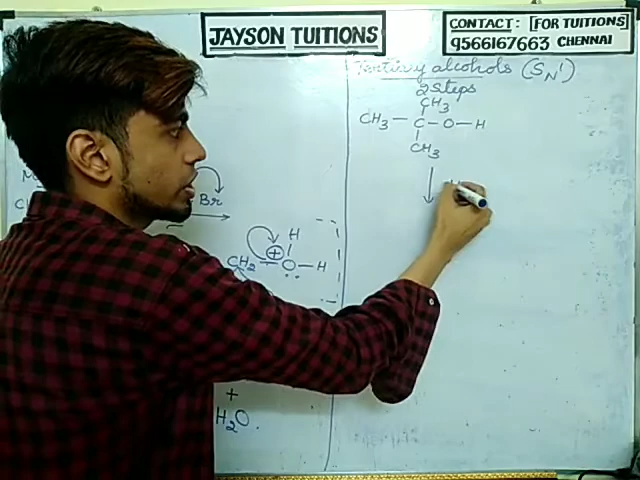 JAYSON TUITIONS
CONTACT: [FOR TUITIONS]
9566167663 CHENNAI
Tertiary alcohols (SN1)
2 Steps
CH3
CH3 — C — O — H
CH3
Br
H
CH2 — O — H
+
H2O.